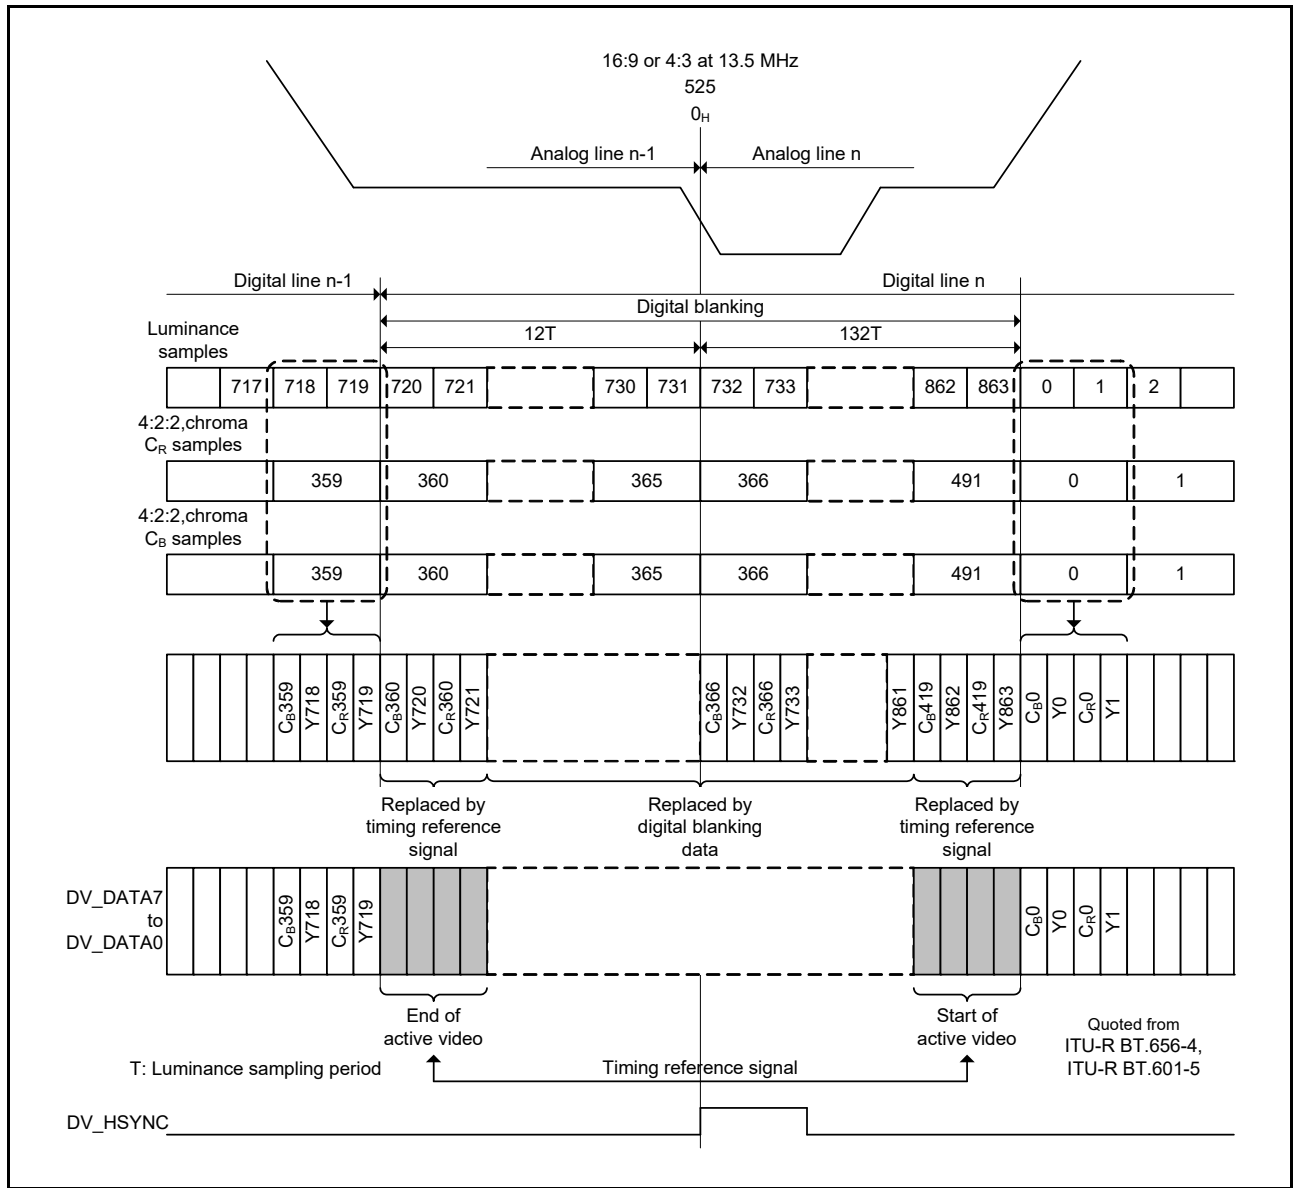 16:9 or 4:3 at 13.5 MHz
525
0H
Analog line n-1 Analog line n
Digital line n-1 Digital line n
Digital blanking
12T 132T
Luminance
samples
717 718 719 720 721 730 731 732 733 862 863 0 1 2
4:2:2,chroma
CR samples
359 360 365 366 491 0 1
4:2:2,chroma
CB samples
359 360 365 366 491 0 1
CB359 Y718 CR359 Y719 CB360 Y720 CR360 Y721 CB366 Y732 CR366 Y733 Y861 CB419 Y862 CR419 Y863 CB0 Y0 CR0 Y1
Replaced by
timing reference
signal
Replaced by
digital blanking
data
Replaced by
timing reference
signal
DV_DATA7
to
DV_DATA0
CB359 Y718 CR359 Y719 CB0 Y0 CR0 Y1
End of
active video
Start of
active video
Quoted from
ITU-R BT.656-4,
ITU-R BT.601-5
T: Luminance sampling period
Timing reference signal
DV_HSYNC